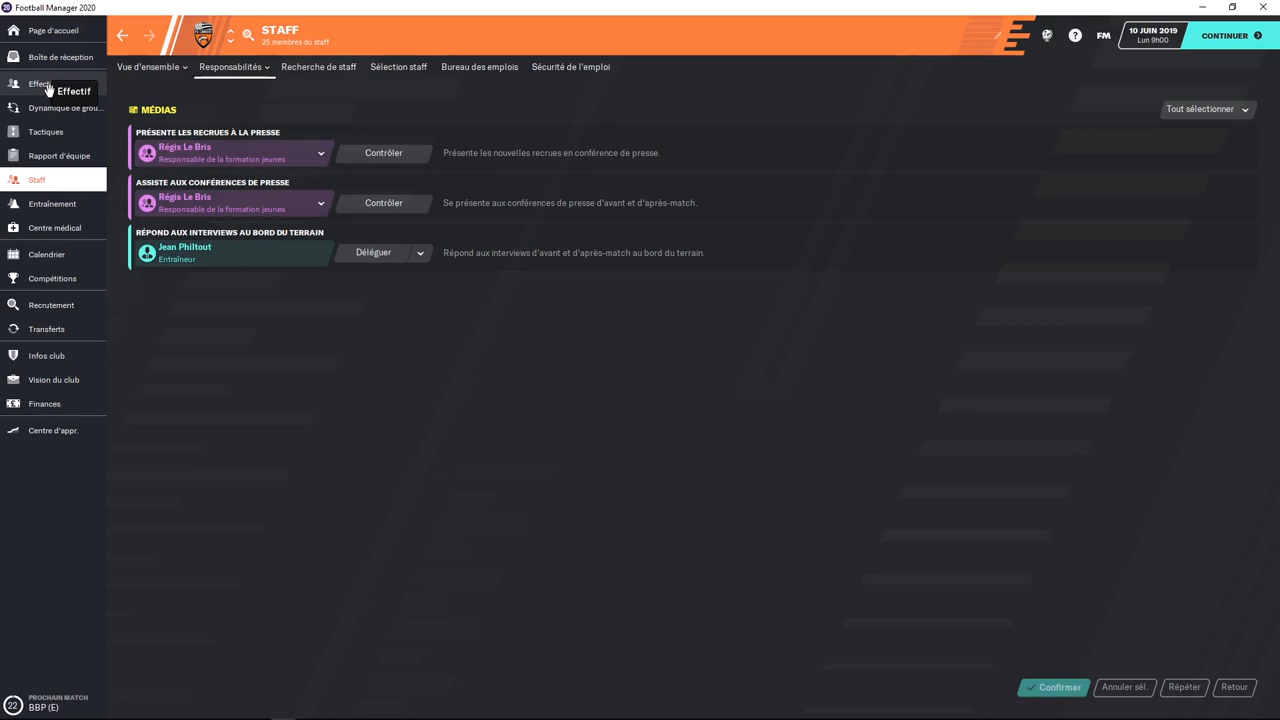 20 Football Manager 2020
Page d'accueil
Boîte de réception
Effecti
Effectif
Dynamique de grou...
Tactiques
Rapport d'équipe
Staff
Entraînement
Centre médical
Calendrier
Compétitions
Recrutement
Transferts
Infos club
Vision du club
Finances
Centre d'appr.
PROCHAIN MATCH
22 BBP (E)
STAFF
25 membres du staff
FM
10 JUIN 2019
Lun 9h00
CONTINUER
Vue d'ensemble Responsabilités Recherche de staff Sélection staff Bureau des emplois Sécurité de l'emploi
MÉDIAS
Tout sélectionner
PRÉSENTE LES RECRUES À LA PRESSE
Régis Le Bris
Responsable de la formation jeunes
Contrôler
Présente les nouvelles recrues en conférence de presse.
ASSISTE AUX CONFÉRENCES DE PRESSE
Régis Le Bris
Responsable de la formation jeunes
Contrôler
Se présente aux conférences de presse d'avant et d'après-match.
RÉPOND AUX INTERVIEWS AU BORD DU TERRAIN
Jean Philtout
Entraîneur
Déléguer
Répond aux interviews d'avant et d'après-match au bord du terrain.
Confirmer Annuler sél. Répéter Retour